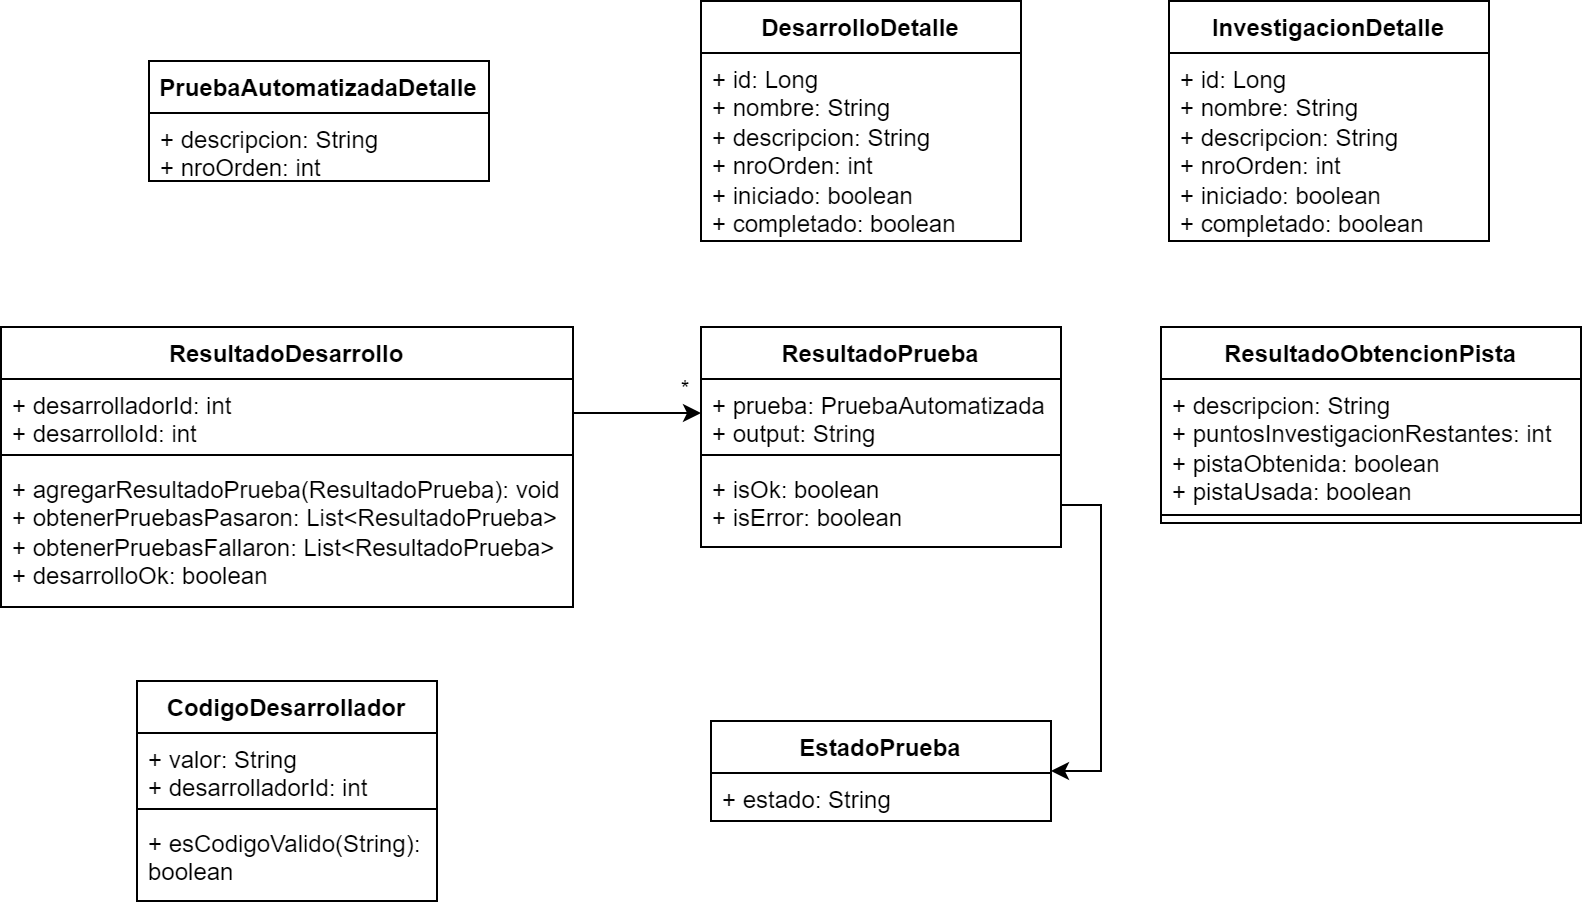 PruebaAutomatizadaDetalle
+ descripcion: String
+ nroOrden: int
DesarrolloDetalle
+ id: Long
+ nombre: String
+ descripcion: String
+ nroOrden: int
+ iniciado: boolean
+ completado: boolean
InvestigacionDetalle
+ id: Long
+ nombre: String
+ descripcion: String
+ nroOrden: int
+ iniciado: boolean
+ completado: boolean
ResultadoDesarrollo
+ desarrolladorId: int
+ desarrolloId: int
+ agregarResultadoPrueba(ResultadoPrueba): void
+ obtenerPruebasPasaron: List<ResultadoPrueba>
+ obtenerPruebasFallaron: List<ResultadoPrueba>
+ desarrolloOk: boolean
*
ResultadoPrueba
+ prueba: PruebaAutomatizada
+ output: String
+ isOk: boolean
+ isError: boolean
ResultadoObtencionPista
+ descripcion: String
+ puntosInvestigacionRestantes: int
+ pistaObtenida: boolean
+ pistaUsada: boolean
CodigoDesarrollador
+ valor: String
+ desarrolladorId: int
+ esCodigoValido(String):
boolean
EstadoPrueba
+ estado: String